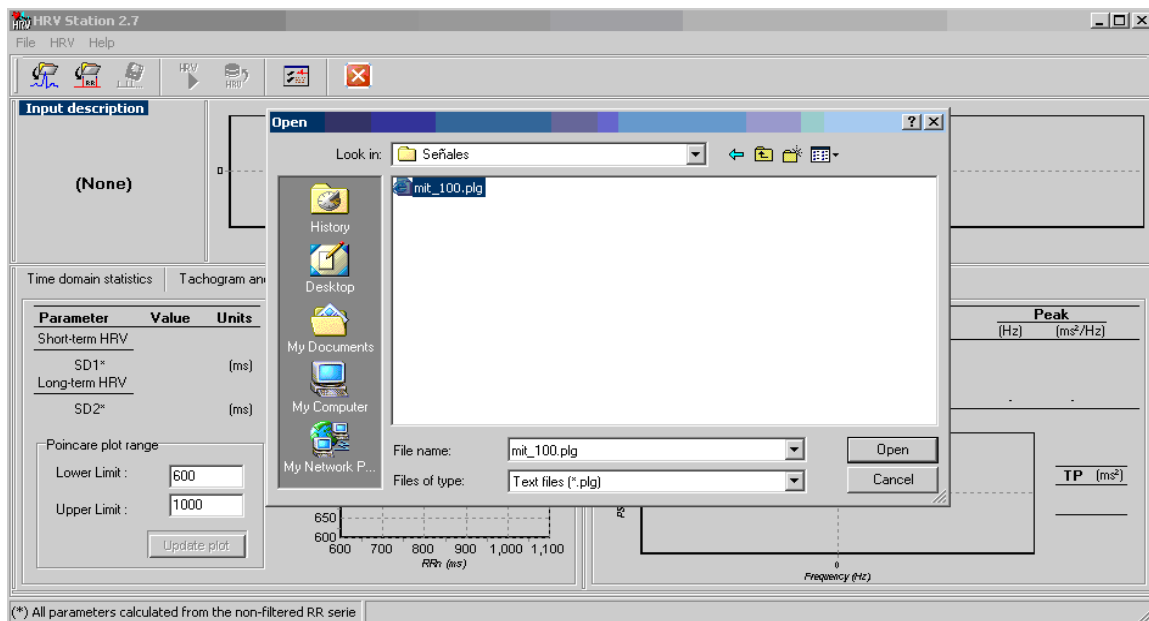 HRV Station 2.7
File HRV Help
RR
HRV
HRV
Input description
(None)
0
Open
Look in: Señales
mit_100.plg
History
Desktop
My Documents
My Computer
My Network P...
File name: mit_100.plg
Open
Files of type: Text files (*.plg)
Cancel
Time domain statistics Tachogram an
Parameter Value Units
Short-term HRV
SD1* (ms)
Long-term HRV
SD2* (ms)
Poincare plot range
Lower Limit : 600
Upper Limit : 1000
Update plot
650
600
600 700 800 900 1,000 1,100
RRn (ms)
Peak
(Hz) (ms²/Hz)
- -
TP (ms²)
PS
0
Frequency (Hz)
(*) All parameters calculated from the non-filtered RR serie